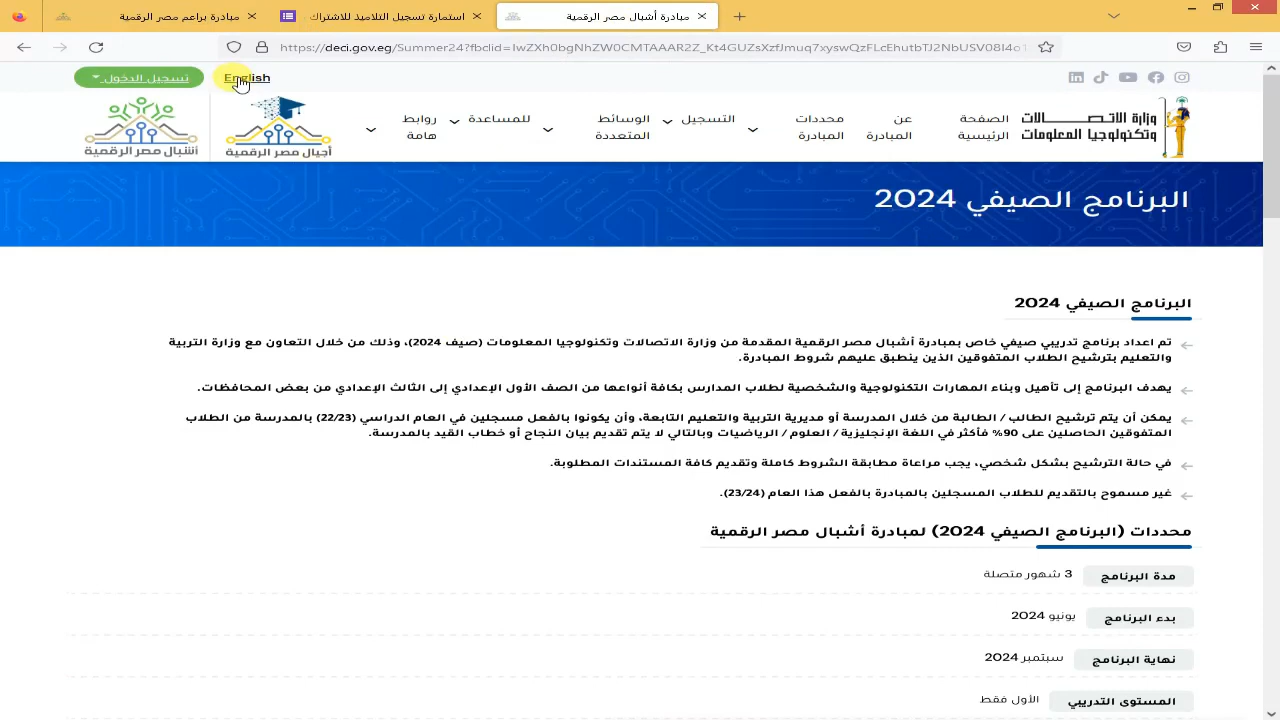 مبادرة براعم مصر الرقمية
استمارة تسجيل التلاميذ للاشتراك
مبادرة أشبال مصر الرقمية
https://deci.gov.eg/Summer24?fbclid=IwZXh0bgNhZW0CMTAAAR2Z_Kt4GUZsXzfJmuq7xyswQzFLcEhutbTJ2NbUSV08I4o1
تسجيل الدخول
English
وزارة الاتصالات
وتكنولوجيا المعلومات
الصفحة الرئيسية
عن المبادرة
محددات المبادرة
التسجيل
الوسائط المتعددة
للمساعدة
روابط هامة
أجيال مصر الرقمية
أشبال مصر الرقمية
البرنامج الصيفي 2024
البرنامج الصيفي 2024
تم اعداد برنامج تدريبي صيفي خاص بمبادرة أشبال مصر الرقمية المقدمة من وزارة الاتصالات وتكنولوجيا المعلومات (صيف 2024)، وذلك من خلال التعاون مع وزارة التربية
والتعليم بترشيح الطلاب المتفوقين الذين ينطبق عليهم شروط المبادرة.
يهدف البرنامج إلى تأهيل وبناء المهارات التكنولوجية والشخصية لطلاب المدارس بكافة أنواعها من الصف الأول الإعدادي إلى الثالث الإعدادي من بعض المحافظات.
يمكن أن يتم ترشيح الطالب / الطالبة من خلال المدرسة أو مديرية التربية والتعليم التابعة، وأن يكونوا بالفعل مسجلين في العام الدراسي (22/23) بالمدرسة من الطلاب
المتفوقين الحاصلين على 90% فأكثر في اللغة الإنجليزية / العلوم / الرياضيات وبالتالي لا يتم تقديم بيان النجاح أو خطاب القيد بالمدرسة.
في حالة الترشيح بشكل شخصي، يجب مراعاة مطابقة الشروط كاملة وتقديم كافة المستندات المطلوبة.
غير مسموح بالتقديم للطلاب المسجلين بالمبادرة بالفعل هذا العام (23/24).
محددات (البرنامج الصيفي 2024) لمبادرة أشبال مصر الرقمية
مدة البرنامج 3 شهور متصلة
بدء البرنامج يونيو 2024
نهاية البرنامج سبتمبر 2024
المستوى التدريبي الأول فقط